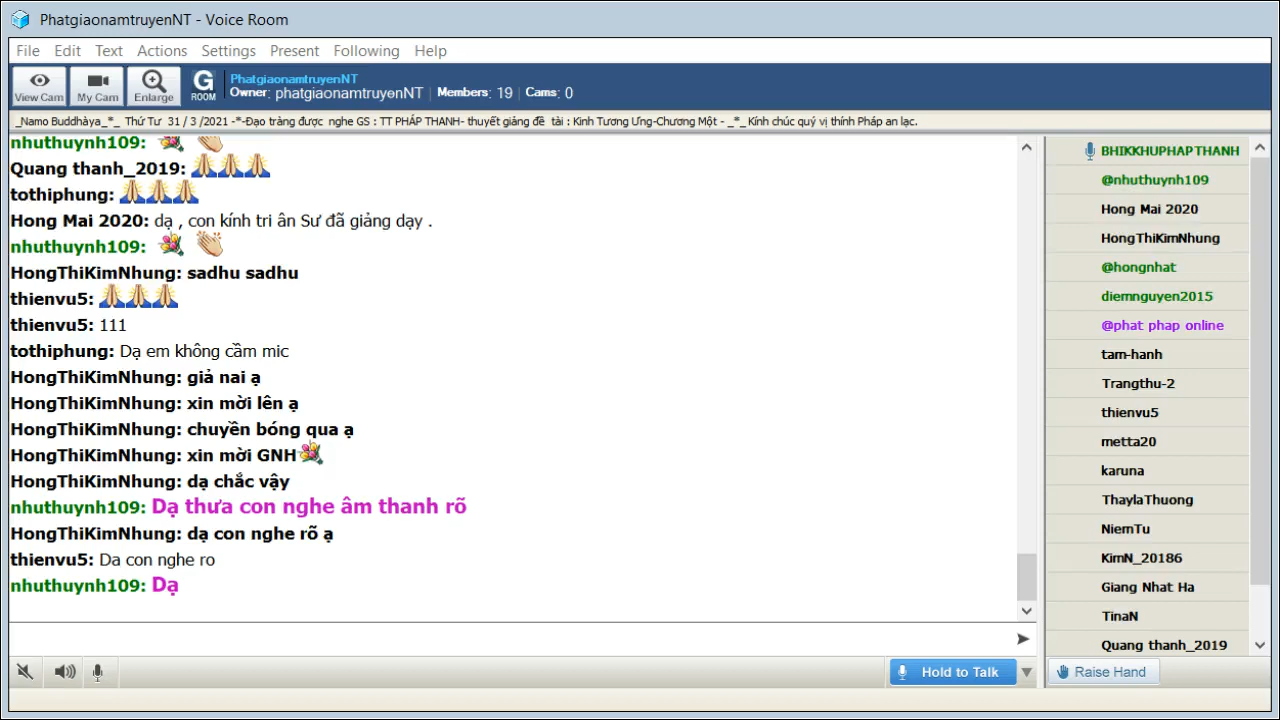 PhatgiaonamtruyenNT - Voice Room
File Edit Text Actions Settings Present Following Help
View Cam My Cam Enlarge G ROOM
PhatgiaonamtruyenNT
Owner: phatgiaonamtruyenNT | Members: 19 | Cams: 0
_Namo Buddhàya_*_ Thứ Tư 31 / 3 /2021 -*-Đạo tràng được nghe GS : TT PHÁP THANH- thuyết giảng đề tài : Kinh Tương Ưng-Chương Một - _*_ Kính chúc quý vị thính Pháp an lạc.
nhuthuynh109:
Quang thanh_2019:
tothiphung:
Hong Mai 2020: dạ , con kính tri ân Sư đã giảng dạy .
nhuthuynh109:
HongThiKimNhung: sadhu sadhu
thienvu5:
thienvu5: 111
tothiphung: Dạ em không cầm mic
HongThiKimNhung: giả nai ạ
HongThiKimNhung: xin mời lên ạ
HongThiKimNhung: chuyền bóng qua ạ
HongThiKimNhung: xin mời GNH
HongThiKimNhung: dạ chắc vậy
nhuthuynh109: Dạ thưa con nghe âm thanh rõ
HongThiKimNhung: dạ con nghe rõ ạ
thienvu5: Da con nghe ro
nhuthuynh109: Dạ
BHIKKHUPHAPTHANH
@nhuthuynh109
Hong Mai 2020
HongThiKimNhung
@hongnhat
diemnguyen2015
@phat phap online
tam-hanh
Trangthu-2
thienvu5
metta20
karuna
ThaylaThuong
NiemTu
KimN_20186
Giang Nhat Ha
TinaN
Quang thanh_2019
Hold to Talk
Raise Hand